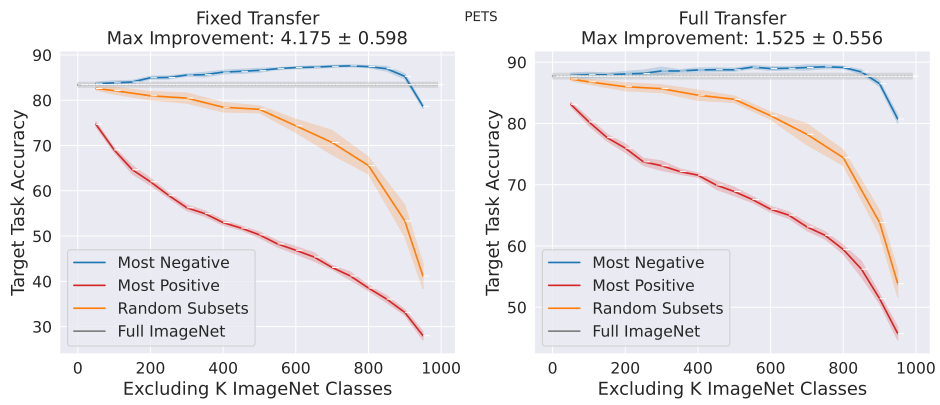 PETS
Fixed Transfer
Max Improvement: 4.175 ± 0.598
Target Task Accuracy
90
80
70
60
50
40
30
Most Negative
Most Positive
Random Subsets
Full ImageNet
0 200 400 600 800 1000
Excluding K ImageNet Classes
Full Transfer
Max Improvement: 1.525 ± 0.556
Target Task Accuracy
90
80
70
60
50
Most Negative
Most Positive
Random Subsets
Full ImageNet
0 200 400 600 800 1000
Excluding K ImageNet Classes